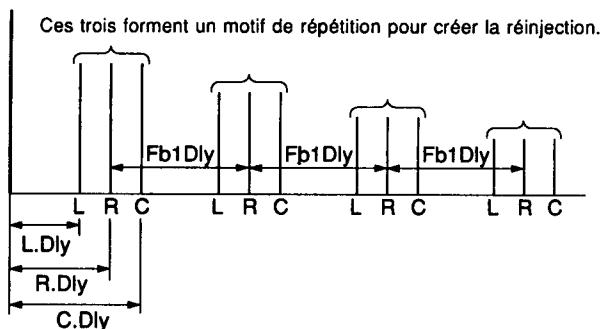 Ces trois forment un motif de répétition pour créer la réinjection.
Fb1Dly Fb1Dly Fb1Dly
L R C L R C L R C L R C
L.Dly
R.Dly
C.Dly